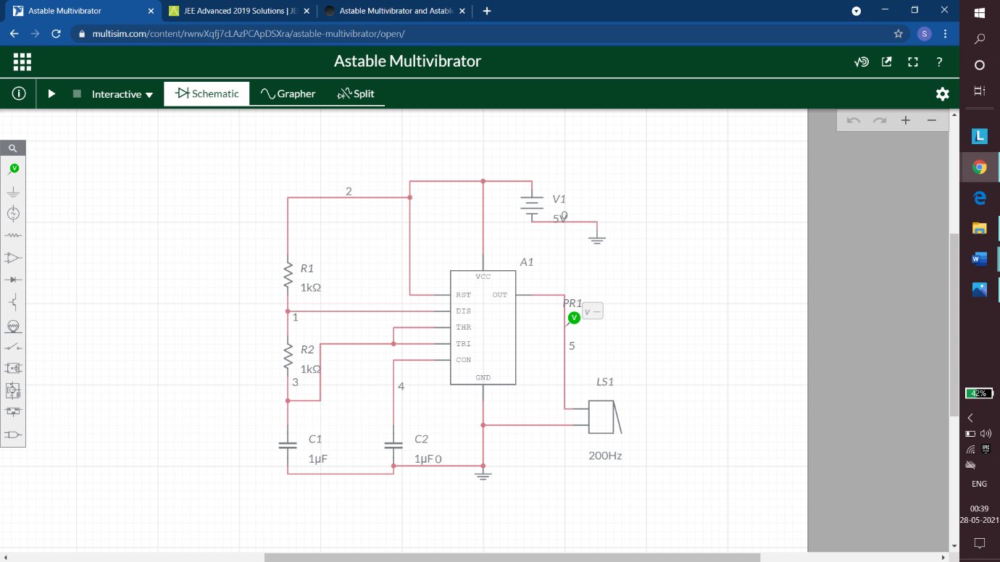 Astable Multivibrator
JEE Advanced 2019 Solutions | JE
Astable Multivibrator and Astable
multisim.com/content/rwnvXqfj7cLAzPCApDSXra/astable-multivibrator/open/
S
Astable Multivibrator
?
Interactive
Schematic
Grapher
Split
L
V
2
V1
0
5V
A1
R1
1kΩ
VCC
RST
OUT
PR1
V
v —
1
DIS
THR
TRI
CON
GND
R2
1kΩ
5
3
4
LS1
C1
1µF
C2
1µF
0
200Hz
W
42%
EPIC
ENG
00:39
28-05-2021